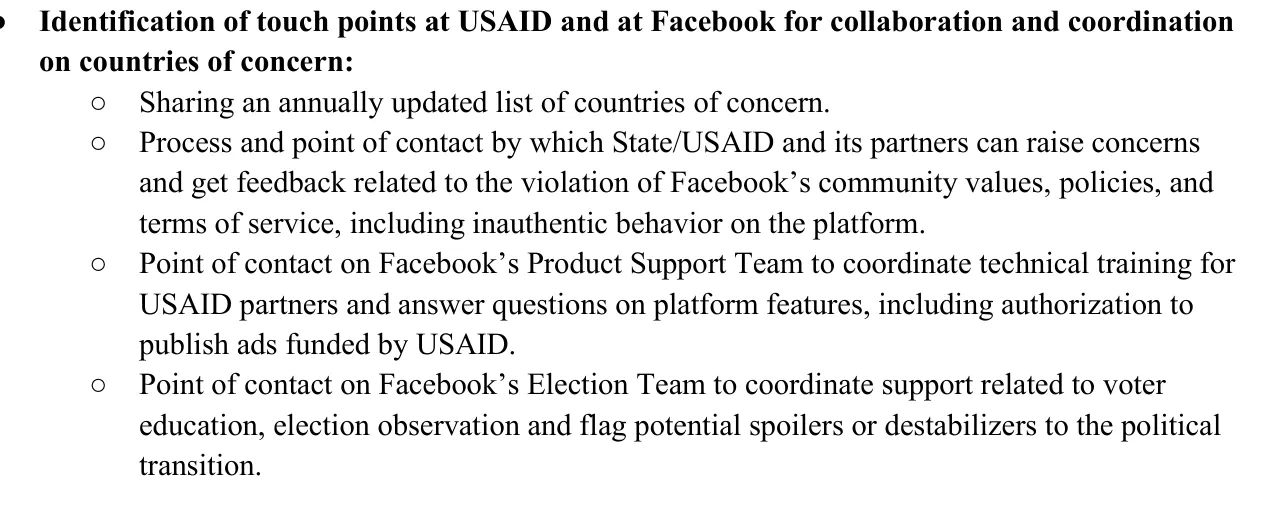 • Identification of touch points at USAID and at Facebook for collaboration and coordination
on countries of concern:
○ Sharing an annually updated list of countries of concern.
○ Process and point of contact by which State/USAID and its partners can raise concerns
and get feedback related to the violation of Facebook’s community values, policies, and
terms of service, including inauthentic behavior on the platform.
○ Point of contact on Facebook’s Product Support Team to coordinate technical training for
USAID partners and answer questions on platform features, including authorization to
publish ads funded by USAID.
○ Point of contact on Facebook’s Election Team to coordinate support related to voter
education, election observation and flag potential spoilers or destabilizers to the political
transition.